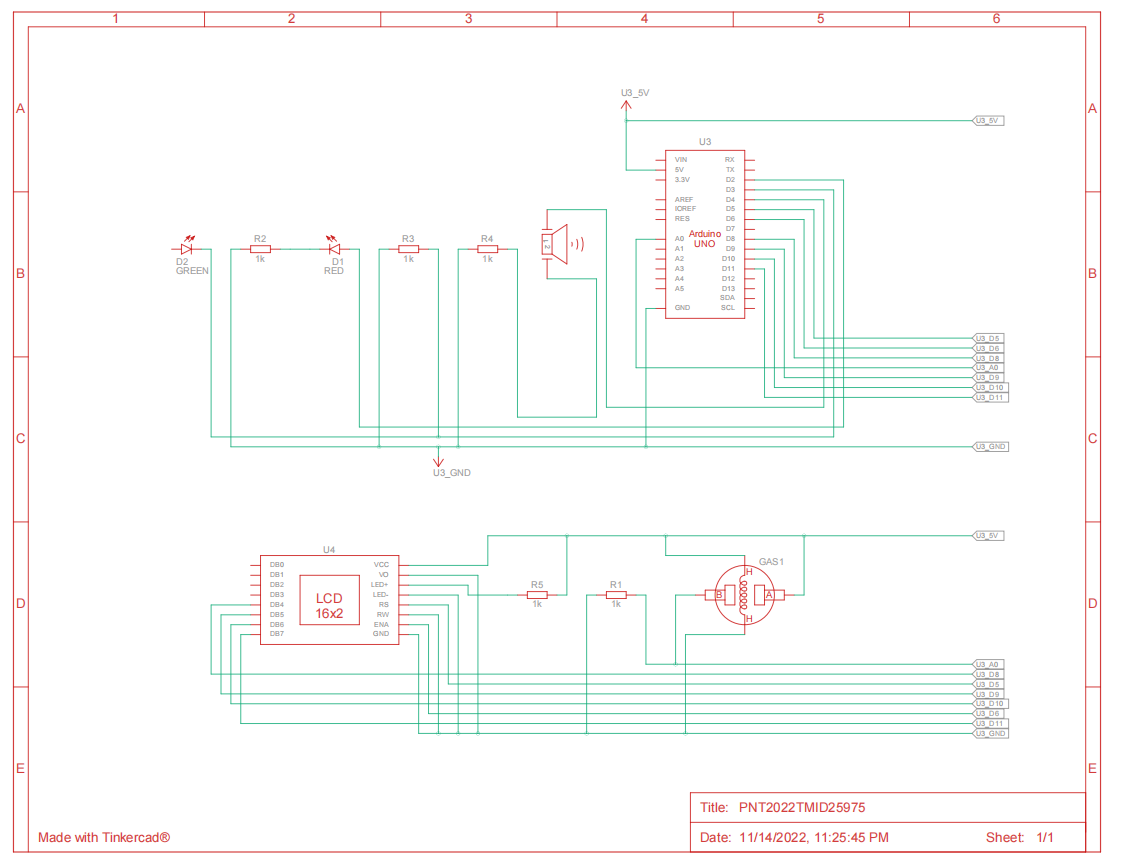 1 2 3 4 5 6
A A
U3_5V
U3_5V
U3
VIN RX
5V TX
3.3V D2
D3
AREF D4
IOREF D5
RES D6
D7
Arduino
UNO
A0 D8
A1 D9
A2 D10
A3 D11
A4 D12
A5 D13
SDA
GND SCL
B B
D2
GREEN
R2
1k
D1
RED
R3
1k
R4
1k
U3_D5
U3_D6
U3_D8
U3_A0
U3_D9
U3_D10
U3_D11
C C
U3_GND
U3_GND
U3_5V
U4
DB0 VCC
DB1 VO
DB2 LED+
DB3 LED-
DB4 RS
DB5 RW
DB6 ENA
DB7 GND
LCD
16x2
D D
R5
1k
R1
1k
GAS1
H
B A
H
U3_A0
U3_D8
U3_D5
U3_D9
U3_D10
U3_D6
U3_D11
U3_GND
E E
Title: PNT2022TMID25975
Made with Tinkercad®
Date: 11/14/2022, 11:25:45 PM Sheet: 1/1